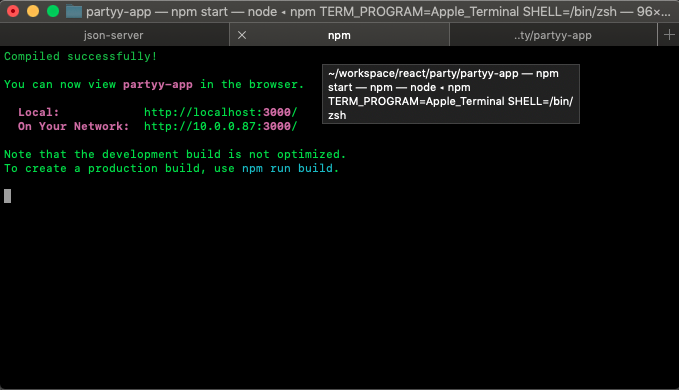 partyy-app — npm start — node ◂ npm TERM_PROGRAM=Apple_Terminal SHELL=/bin/zsh — 96×...
json-server
npm
..ty/partyy-app
Compiled successfully!
You can now view partyy-app in the browser.
~/workspace/react/party/partyy-app — npm
start — npm — node ◂ npm
TERM_PROGRAM=Apple_Terminal SHELL=/bin/
zsh
Local: http://localhost:3000/
On Your Network: http://10.0.0.87:3000/
Note that the development build is not optimized.
To create a production build, use npm run build.